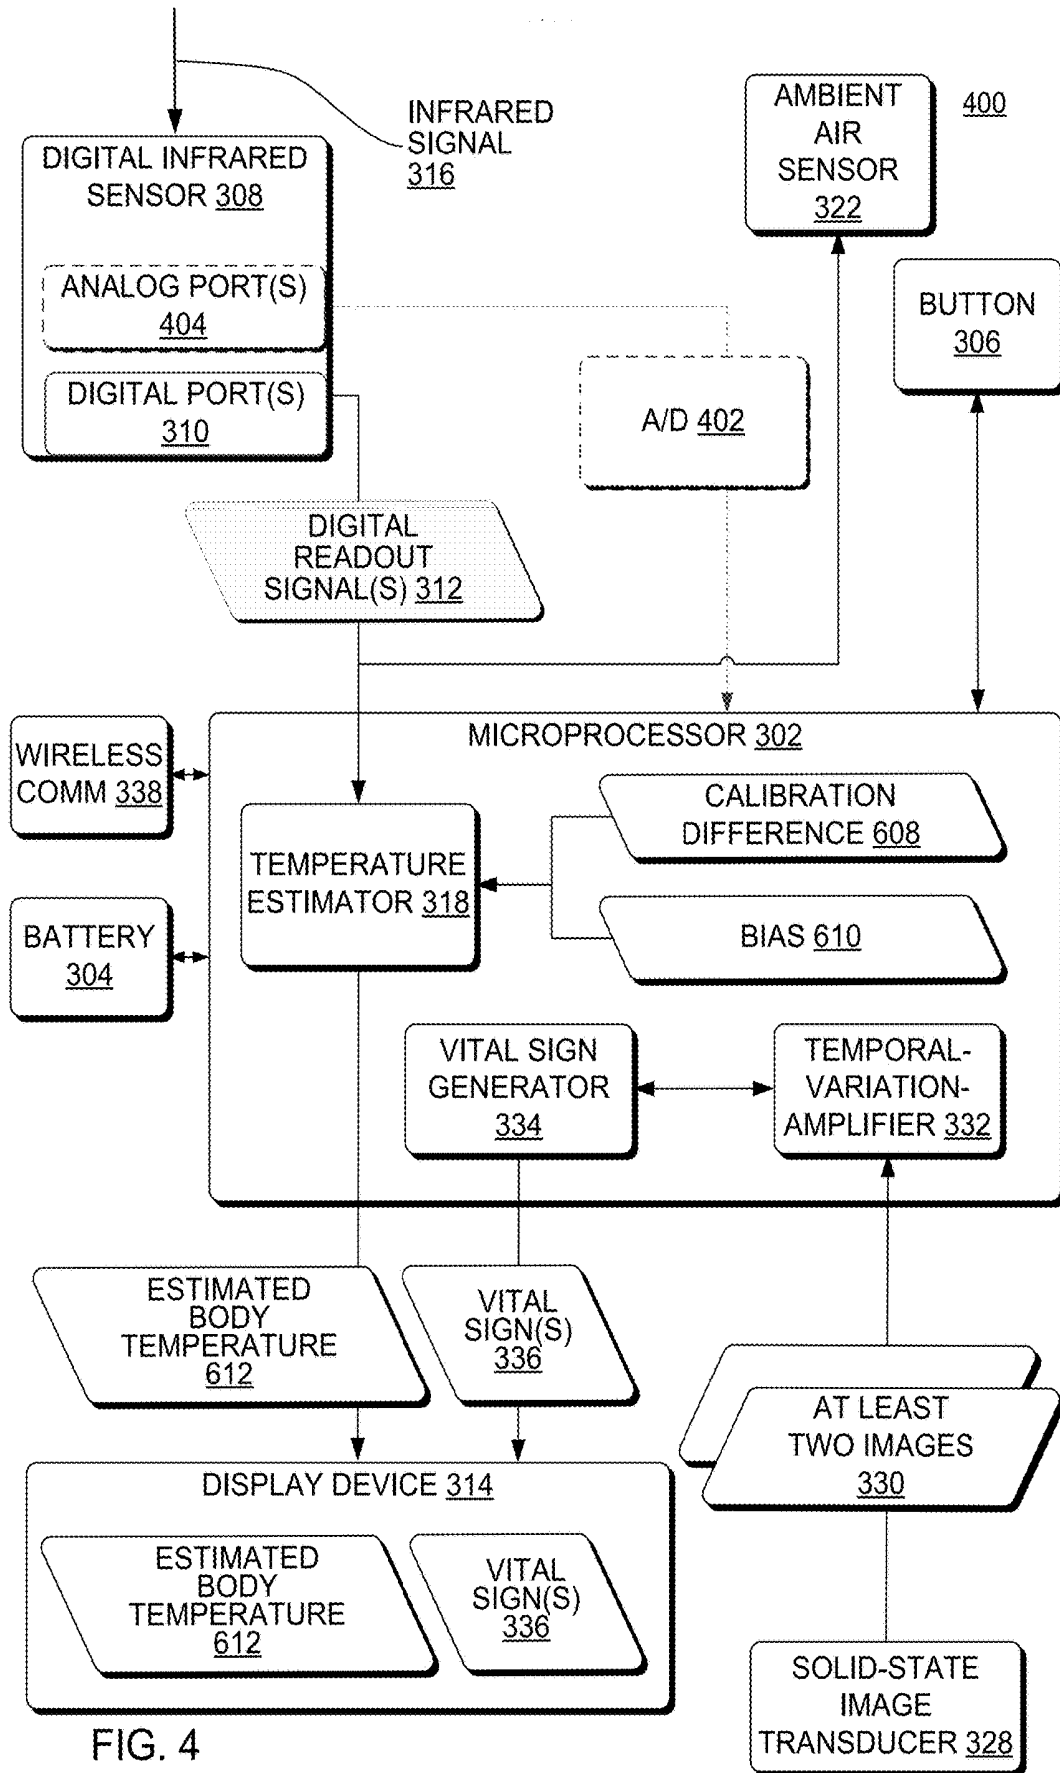 INFRARED
SIGNAL
316
AMBIENT
AIR
SENSOR
322
400
DIGITAL INFRARED
SENSOR 308
ANALOG PORT(S)
404
DIGITAL PORT(S)
310
BUTTON
306
A/D 402
DIGITAL
READOUT
SIGNAL(S) 312
MICROPROCESSOR 302
WIRELESS
COMM 338
CALIBRATION
DIFFERENCE 608
TEMPERATURE
ESTIMATOR 318
BATTERY
304
BIAS 610
VITAL SIGN
GENERATOR
334
TEMPORAL-
VARIATION-
AMPLIFIER 332
ESTIMATED
BODY
TEMPERATURE
612
VITAL
SIGN(S)
336
AT LEAST
TWO IMAGES
330
DISPLAY DEVICE 314
ESTIMATED
BODY
TEMPERATURE
612
VITAL
SIGN(S)
336
SOLID-STATE
IMAGE
TRANSDUCER 328
FIG. 4